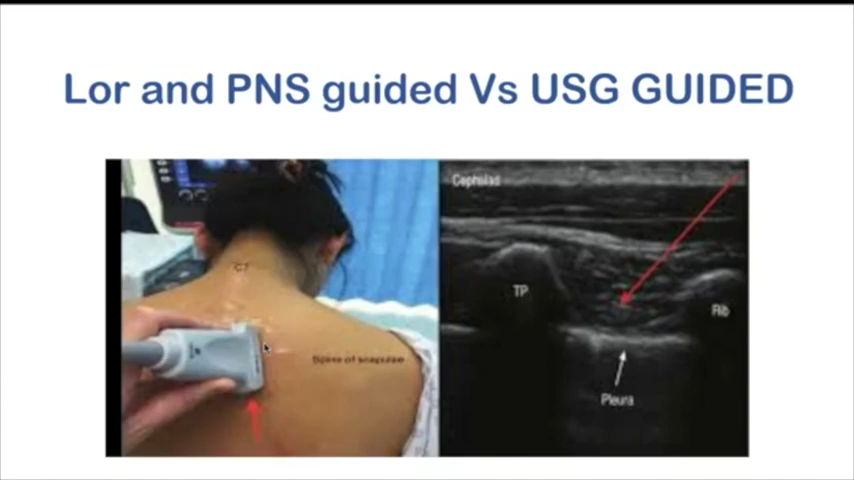 Lor and PNS guided Vs USG GUIDED
C7
Spine of scapulae
Cephalad
TP
Rib
Pleura